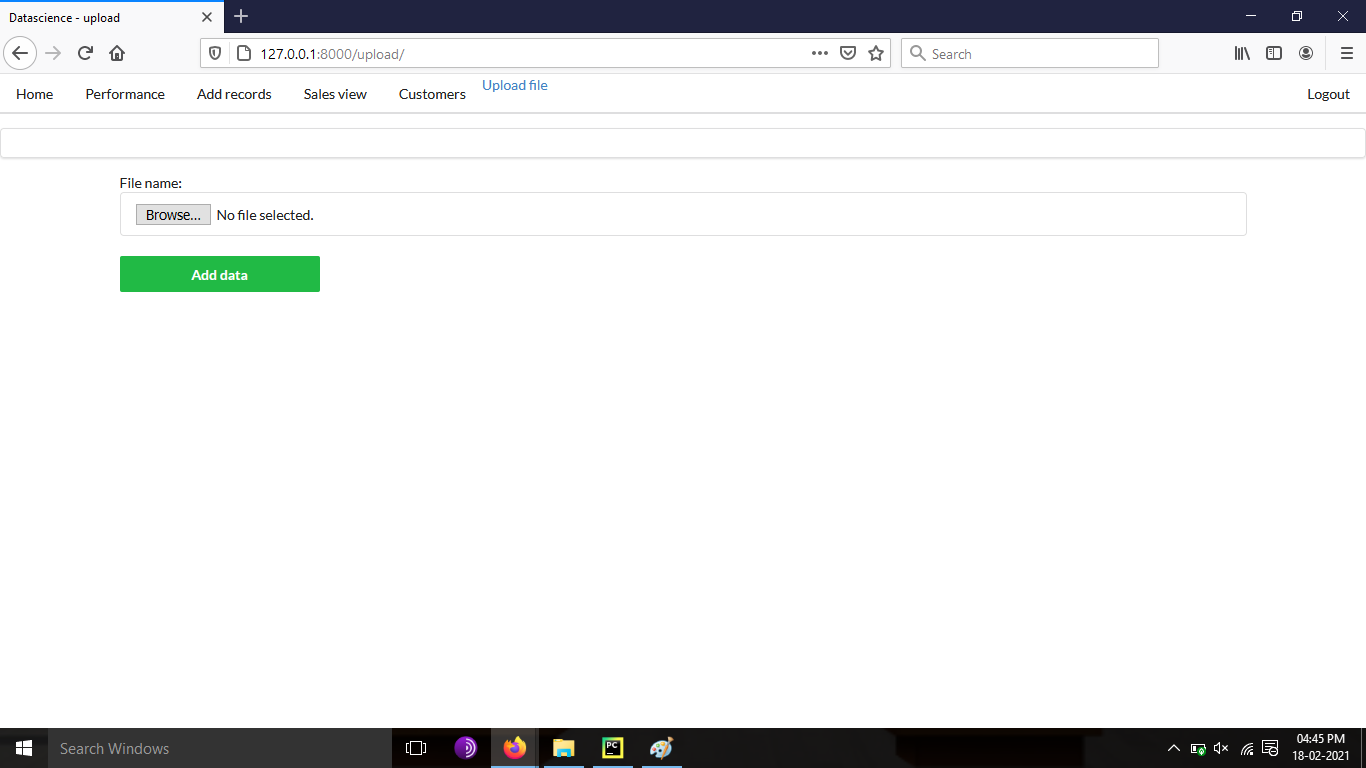 Datascience - upload
127.0.0.1:8000/upload/
Search
Home Performance Add records Sales view Customers Upload file Logout
File name:
Browse... No file selected.
Add data
Search Windows
PC
04:45 PM
18-02-2021